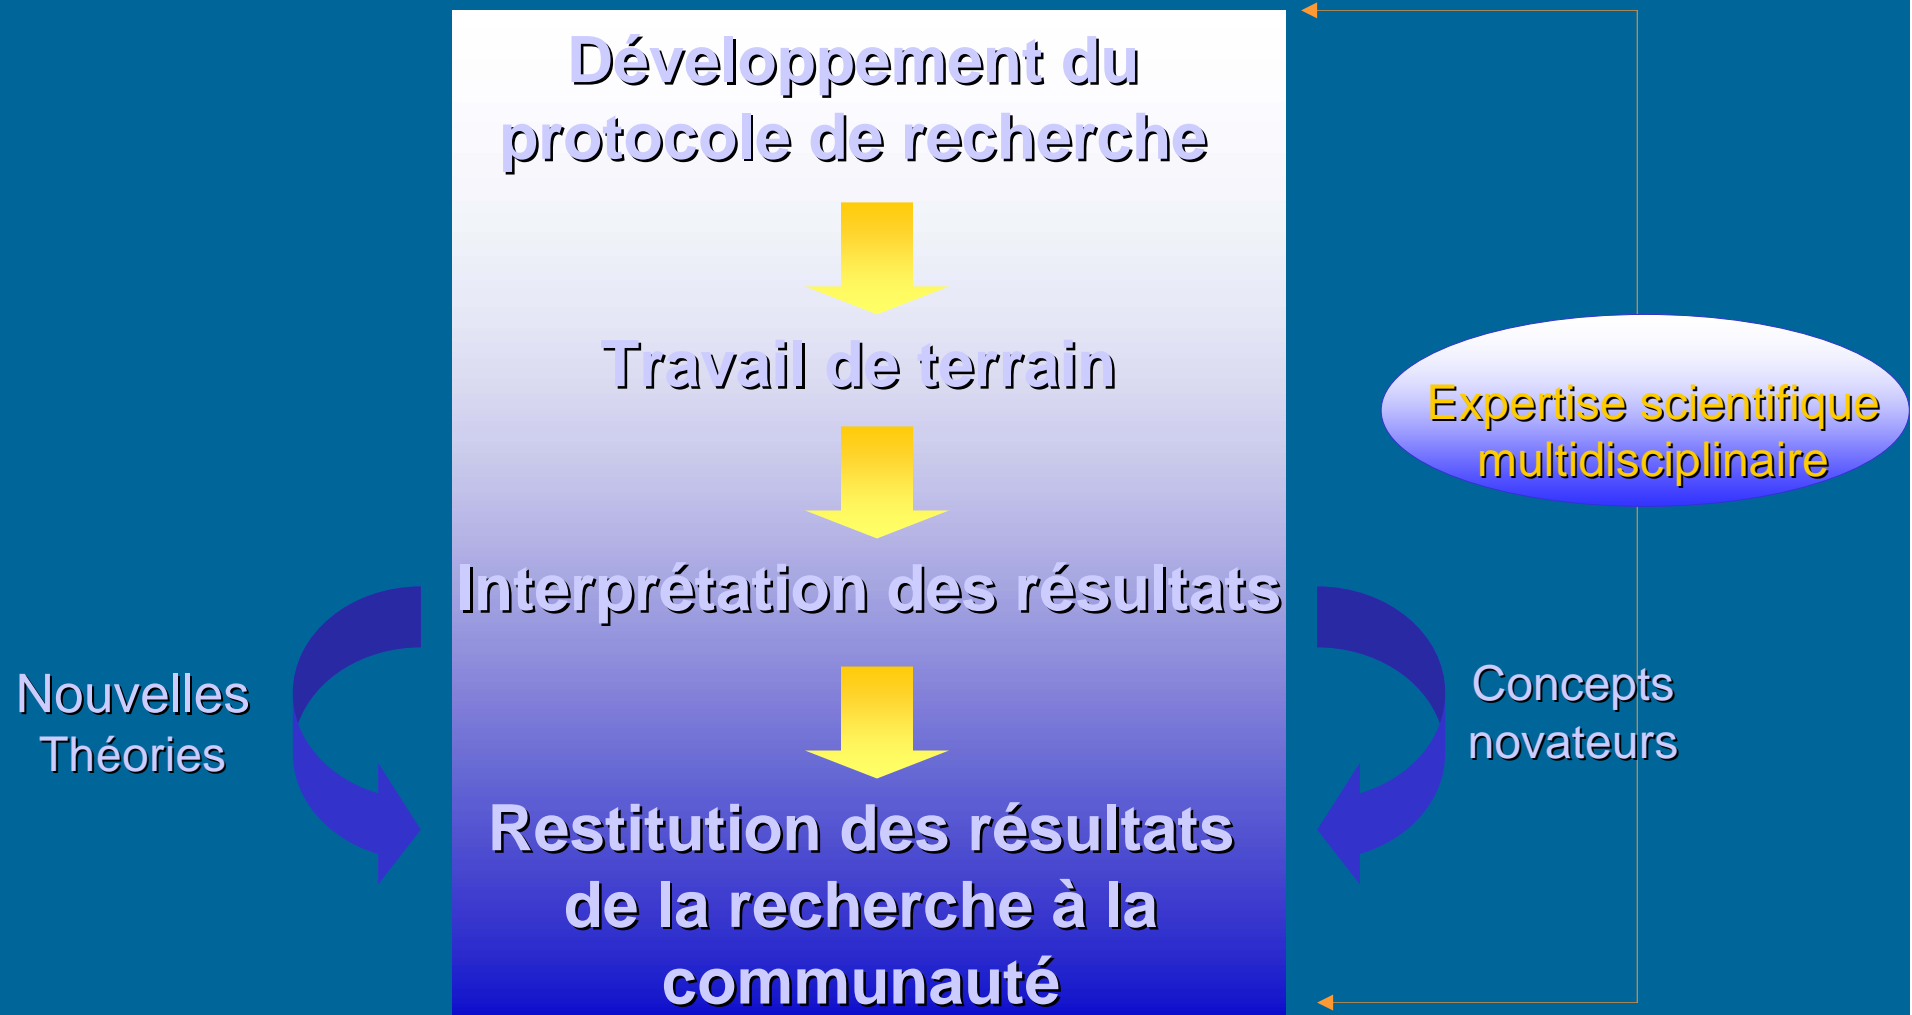 Développement du
protocole de recherche
Travail de terrain
Expertise scientifique
multidisciplinaire
Interprétation des résultats
Nouvelles
Théories
Concepts
novateurs
Restitution des résultats
de la recherche à la
communauté